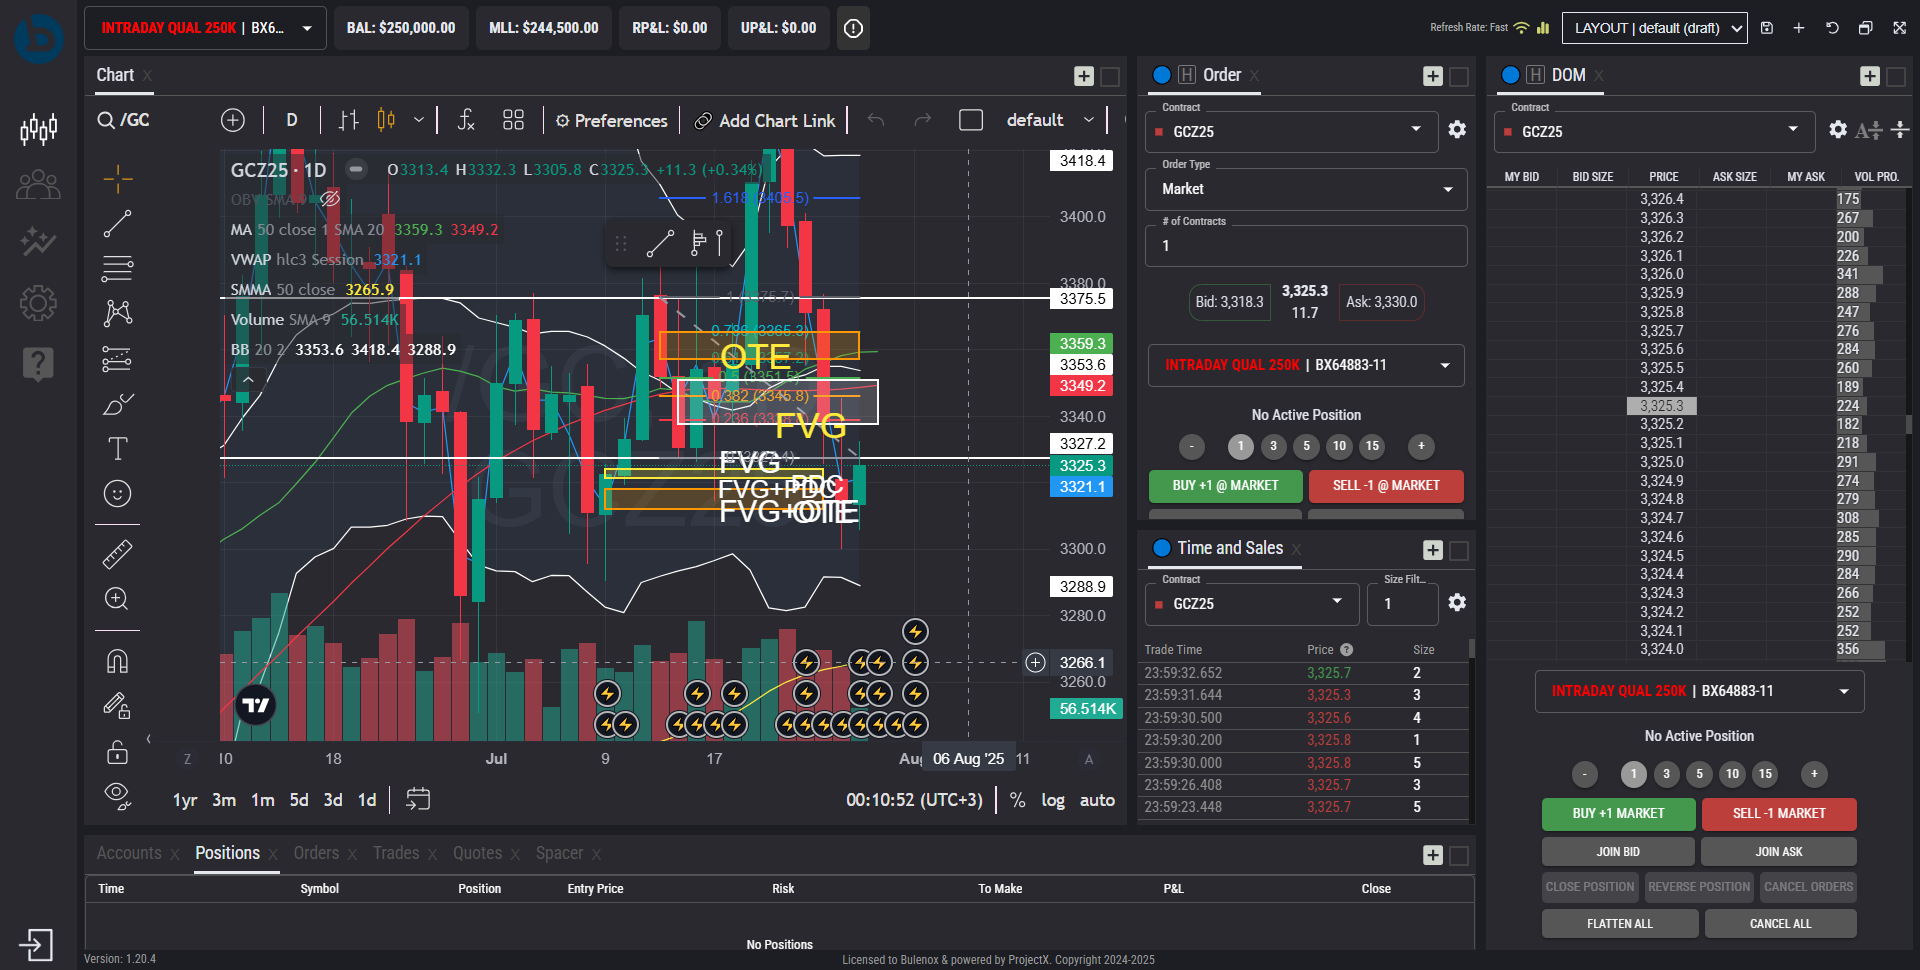 INTRADAY QUAL 250K | BX6...
BAL: $250,000.00
MLL: $244,500.00
RP&L: $0.00
UP&L: $0.00
Refresh Rate: Fast
LAYOUT | default (draft)
Chart X
/GC
D
Preferences
Add Chart Link
default
GCZ25 · 1D
O3313.4 H3332.3 L3305.8 C3325.3 +11.3 (+0.34%)
OBV SMA 9
MA 50 close 1 SMA 20 3359.3 3349.2
VWAP hlc3 Session 3321.1
SMMA 50 close 3265.9
Volume SMA 9 56.514K
BB 20 2 3353.6 3418.4 3288.9
1.618(3405.5)
0.786(3365.3)
0.5(3351.5)
0.382(3345.8)
OTE
FVG
FVG
FVG+PDC
FVG+OTE
3418.4
3400.0
3380.0
3375.5
3359.3
3353.6
3349.2
3340.0
3327.2
3325.3
3321.1
3300.0
3288.9
3280.0
3266.1
3260.0
56.514K
Z
10
18
Jul
9
17
Aug
06 Aug '25
11
A
1yr 3m 1m 5d 3d 1d
00:10:52 (UTC+3)
% log auto
H Order X
Contract
GCZ25
Order Type
Market
# of Contracts
1
Bid: 3,318.3
3,325.3
11.7
Ask: 3,330.0
INTRADAY QUAL 250K | BX64883-11
No Active Position
- 1 3 5 10 15 +
BUY +1 @ MARKET
SELL -1 @ MARKET
Time and Sales X
Contract
GCZ25
Size Filt...
1
Trade Time Price ? Size
23:59:32.652 3,325.7 2
23:59:31.644 3,325.3 3
23:59:30.500 3,325.6 4
23:59:30.200 3,325.8 1
23:59:30.000 3,325.8 5
23:59:26.408 3,325.7 3
23:59:23.448 3,325.7 5
H DOM X
Contract
GCZ25
MY BID BID SIZE PRICE ASK SIZE MY ASK VOL PRO.
3,326.4 175
3,326.3 267
3,326.2 200
3,326.1 226
3,326.0 341
3,325.9 288
3,325.8 247
3,325.7 276
3,325.6 284
3,325.5 260
3,325.4 189
3,325.3 224
3,325.2 182
3,325.1 218
3,325.0 291
3,324.9 274
3,324.8 279
3,324.7 308
3,324.6 285
3,324.5 290
3,324.4 284
3,324.3 266
3,324.2 252
3,324.1 252
3,324.0 356
INTRADAY QUAL 250K | BX64883-11
No Active Position
- 1 3 5 10 15 +
BUY +1 MARKET
SELL -1 MARKET
JOIN BID
JOIN ASK
CLOSE POSITION
REVERSE POSITION
CANCEL ORDERS
FLATTEN ALL
CANCEL ALL
Accounts X Positions X Orders X Trades X Quotes X Spacer X
Time Symbol Position Entry Price Risk To Make P&L Close
No Positions
Version: 1.20.4
Licensed to Bulenox & powered by ProjectX. Copyright 2024-2025